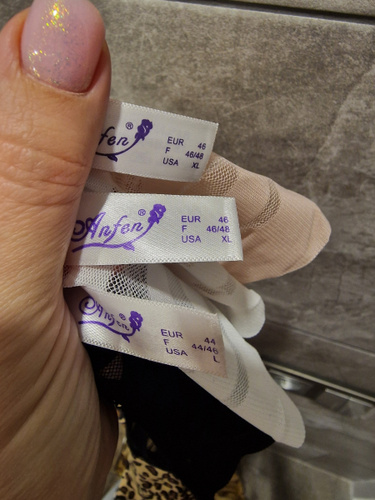 nfen®
EUR 46
F 46/48
USA XL
Anfen®
EUR 46
F 46/48
USA XL
Anfen®
EUR 44
F 44/46
USA L